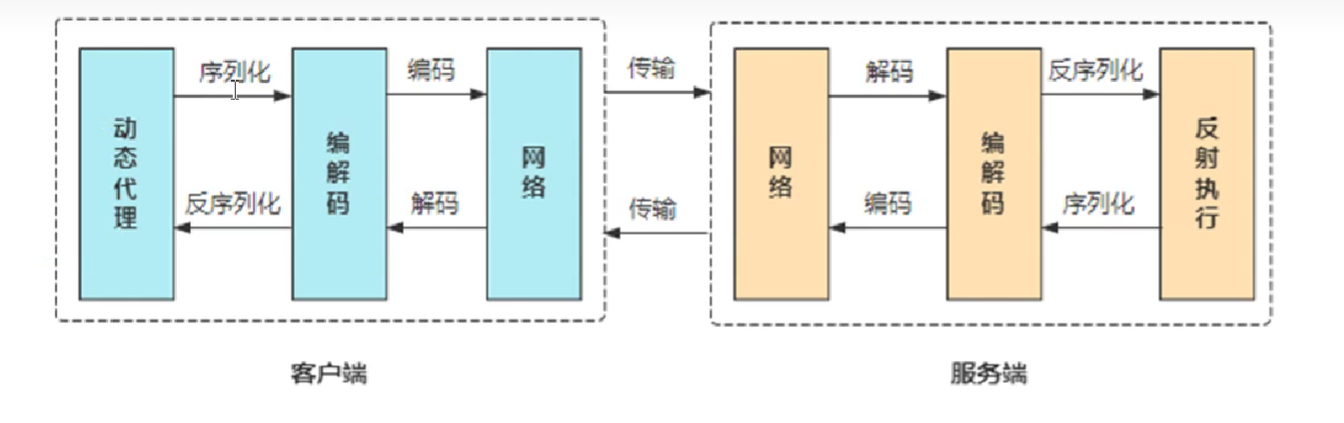 序列化
编码
传输
解码
反序列化
动态代理
编解码
网络
网络
编解码
反射执行
反序列化
解码
传输
编码
序列化
客户端
服务端